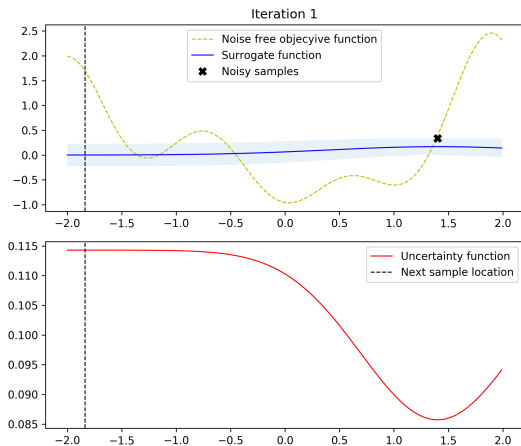 Iteration 1
2.5
2.0
1.5
1.0
0.5
0.0
−0.5
−1.0
Noise free objecyive function
Surrogate function
Noisy samples
−2.0 −1.5 −1.0 −0.5 0.0 0.5 1.0 1.5 2.0
0.115
0.110
0.105
0.100
0.095
0.090
0.085
Uncertainty function
Next sample location
−2.0 −1.5 −1.0 −0.5 0.0 0.5 1.0 1.5 2.0